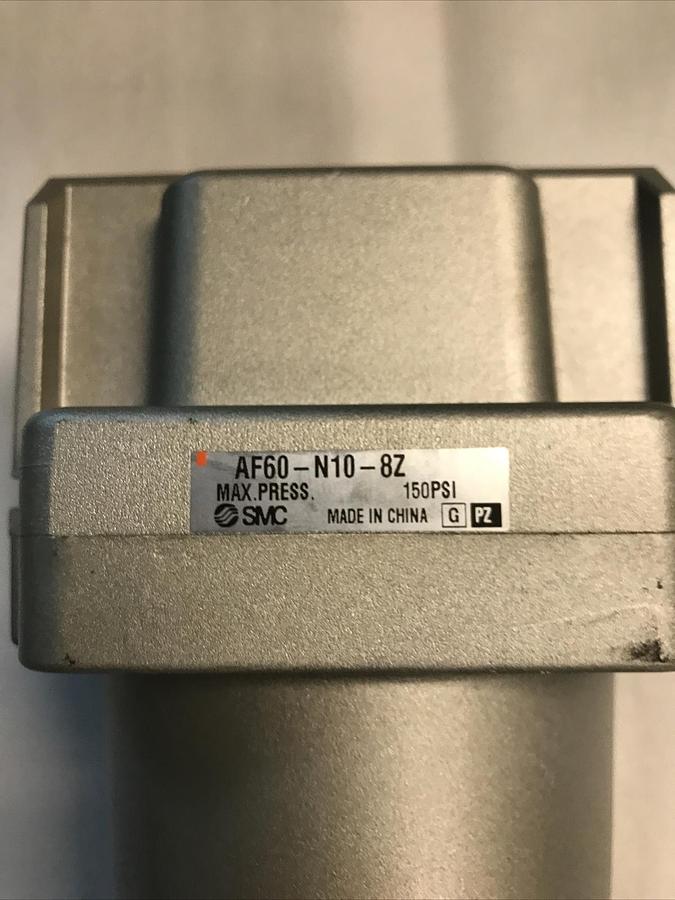 AF60-N10-8Z
MAX.PRESS. 150PSI
SMC MADE IN CHINA G PZ